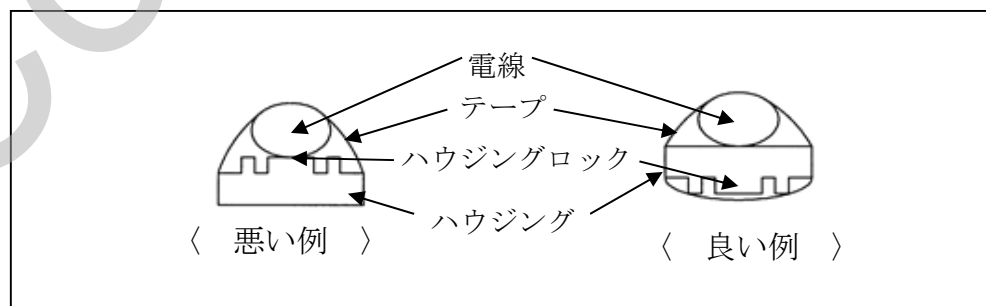 電線
テープ
ハウジングロック
ハウジング
〈 悪い例 〉
〈 良い例 〉